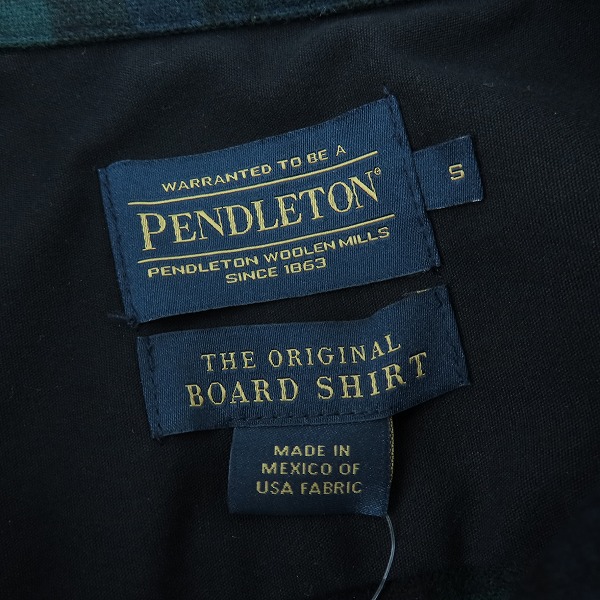 WARRANTED TO BE A
PENDLETON®
PENDLETON WOOLEN MILLS
SINCE 1863
S
THE ORIGINAL
BOARD SHIRT
MADE IN
MEXICO OF
USA FABRIC